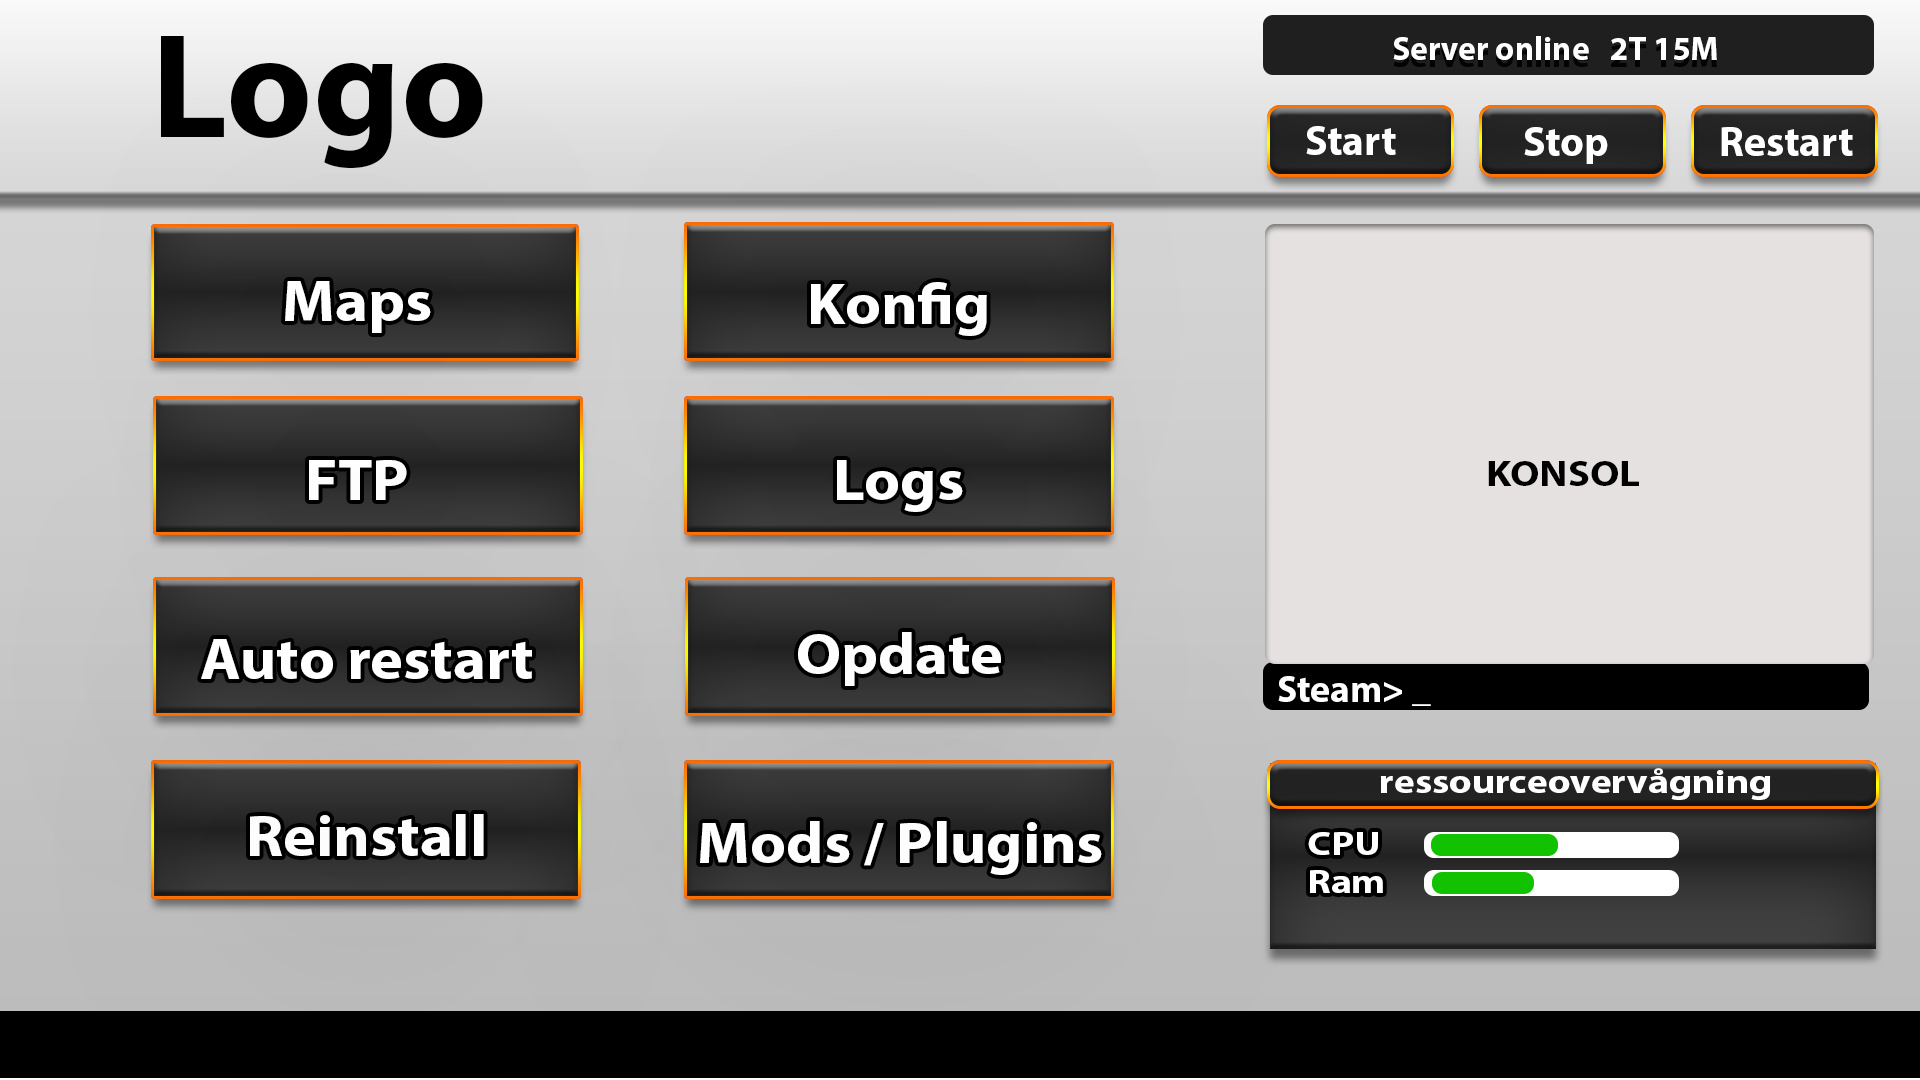 Logo
Server online 2T 15M
Start
Stop
Restart
Maps
Konfig
FTP
Logs
Auto restart
Opdate
Reinstall
Mods / Plugins
KONSOL
Steam> _
ressourceovervågning
CPU
Ram